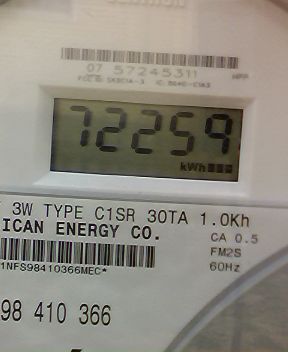 07 57245311
72259
kWh
3W TYPE C1SR 30TA 1.0Kh
ICAN ENERGY CO.
CA 0.5
FM2S
60Hz
1NFS98410366MEC*
98 410 366